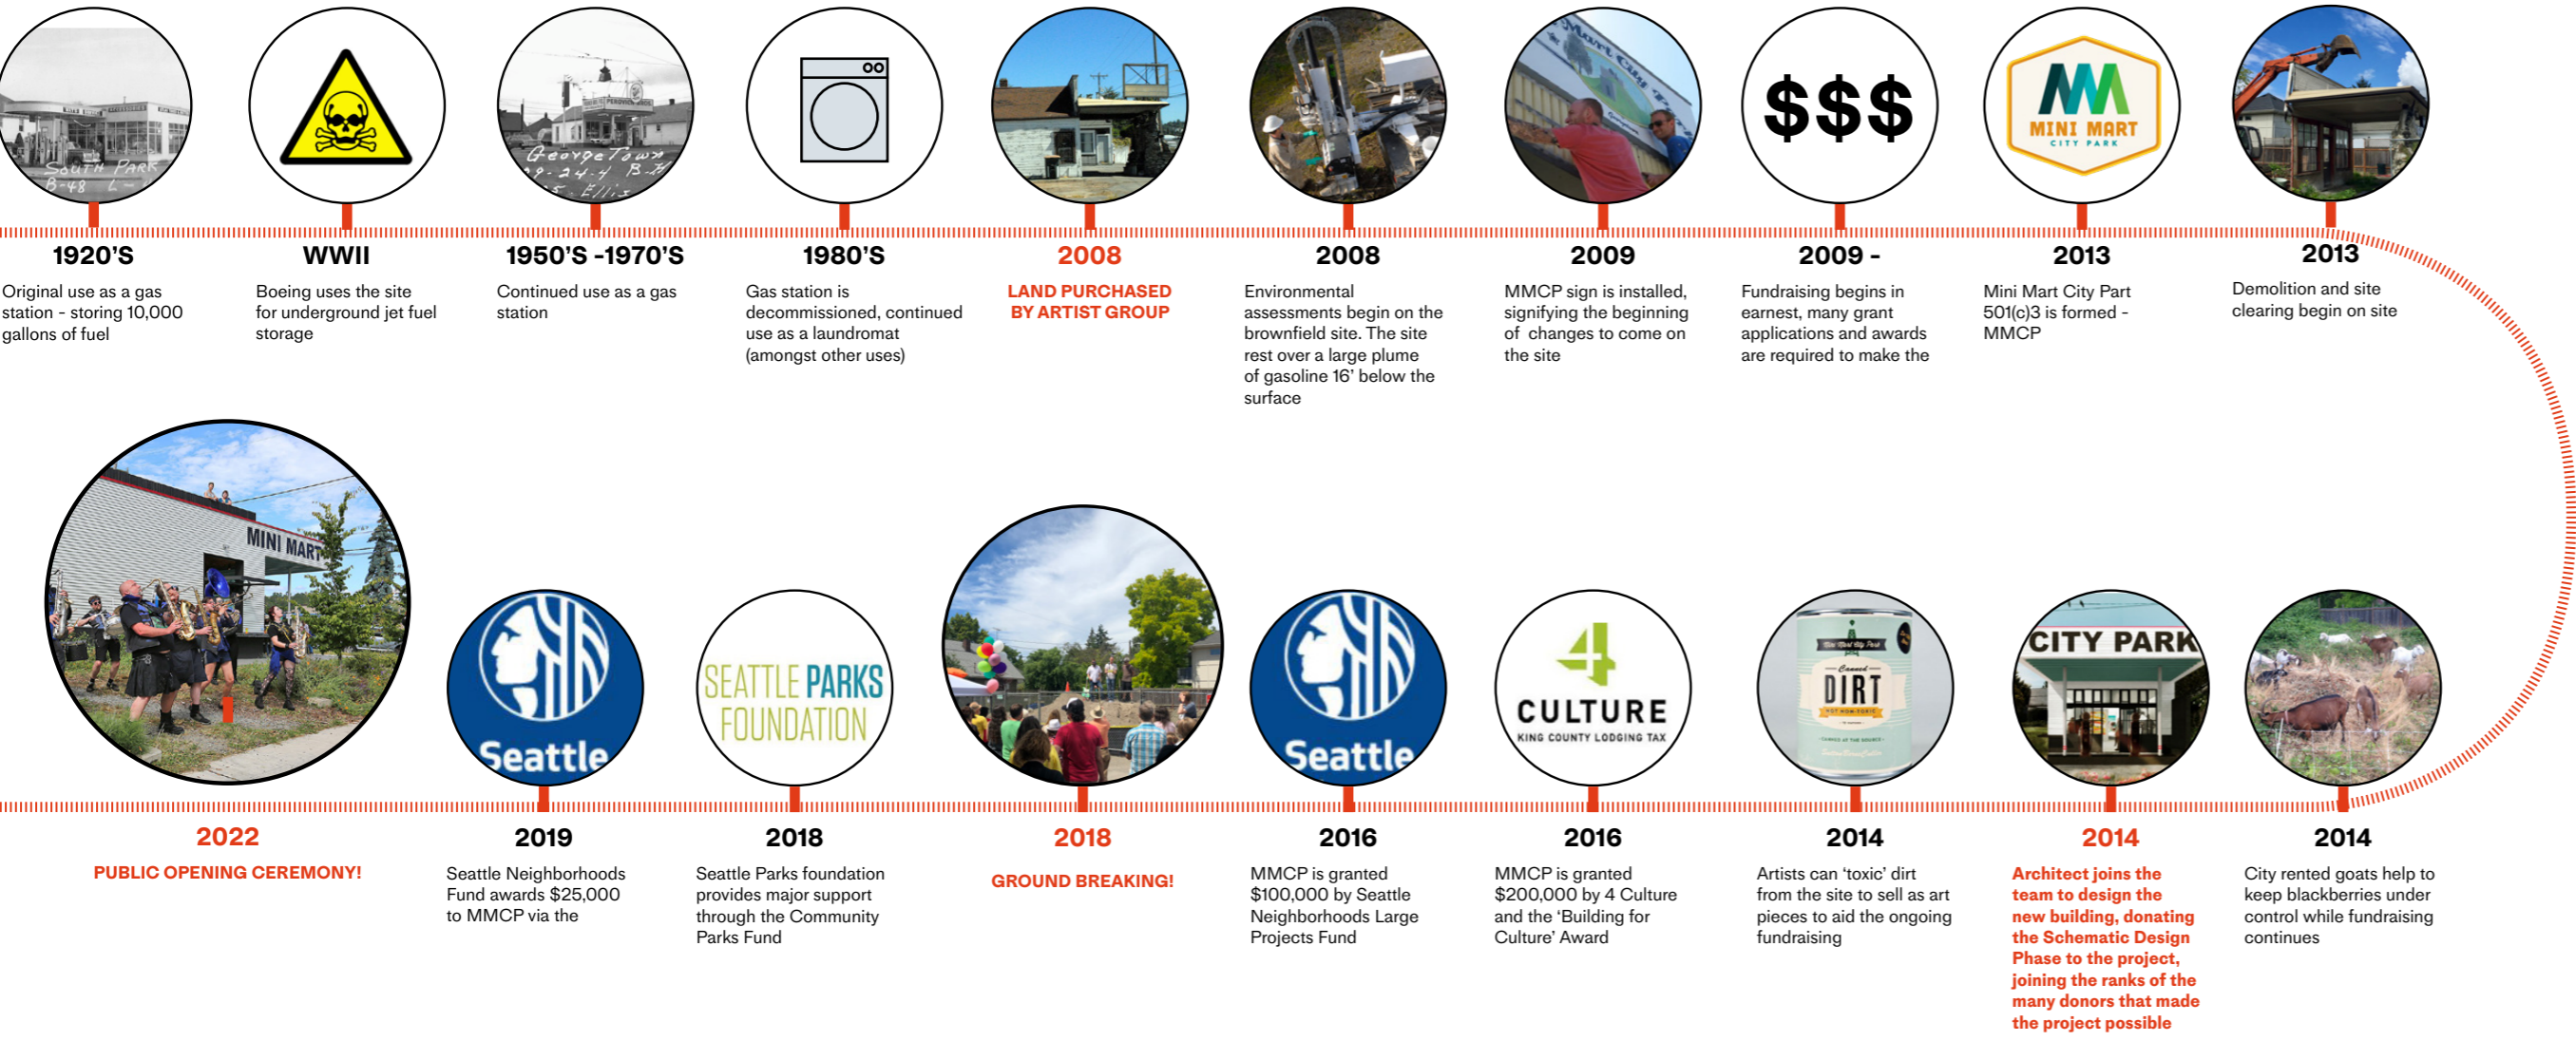 SOUTH PARK
B-48 L-
GeorgeTown
MINI MART
CITY PARK
1920'S
Original use as a gas
station - storing 10,000
gallons of fuel
WWII
Boeing uses the site
for underground jet fuel
storage
1950'S -1970'S
Continued use as a gas
station
1980'S
Gas station is
decommissioned, continued
use as a laundromat
(amongst other uses)
2008
LAND PURCHASED
BY ARTIST GROUP
2008
Environmental
assessments begin on the
brownfield site. The site
rest over a large plume
of gasoline 16' below the
surface
2009
MMCP sign is installed,
signifying the beginning
of changes to come on
the site
$$$
2009 -
Fundraising begins in
earnest, many grant
applications and awards
are required to make the
2013
Mini Mart City Part
501(c)3 is formed -
MMCP
2013
Demolition and site
clearing begin on site
MINI MART
2022
PUBLIC OPENING CEREMONY!
Seattle
2019
Seattle Neighborhoods
Fund awards $25,000
to MMCP via the
SEATTLE PARKS
FOUNDATION
2018
Seattle Parks foundation
provides major support
through the Community
Parks Fund
2018
GROUND BREAKING!
Seattle
2016
MMCP is granted
$100,000 by Seattle
Neighborhoods Large
Projects Fund
4
CULTURE
KING COUNTY LODGING TAX
2016
MMCP is granted
$200,000 by 4 Culture
and the 'Building for
Culture' Award
Mini Mart City Park
Canned
DIRT
2014
Artists can 'toxic' dirt
from the site to sell as art
pieces to aid the ongoing
fundraising
CITY PARK
2014
Architect joins the
team to design the
new building, donating
the Schematic Design
Phase to the project,
joining the ranks of the
many donors that made
the project possible
2014
City rented goats help to
keep blackberries under
control while fundraising
continues